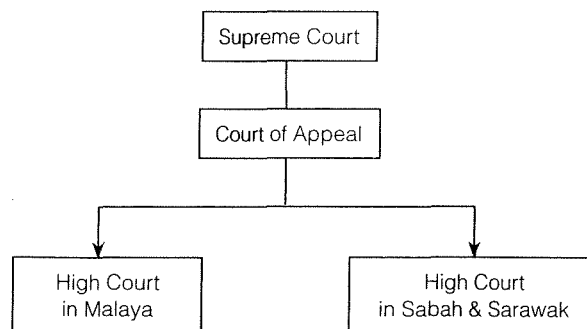 Supreme Court
Court of Appeal
High Court
in Malaya
High Court
in Sabah & Sarawak